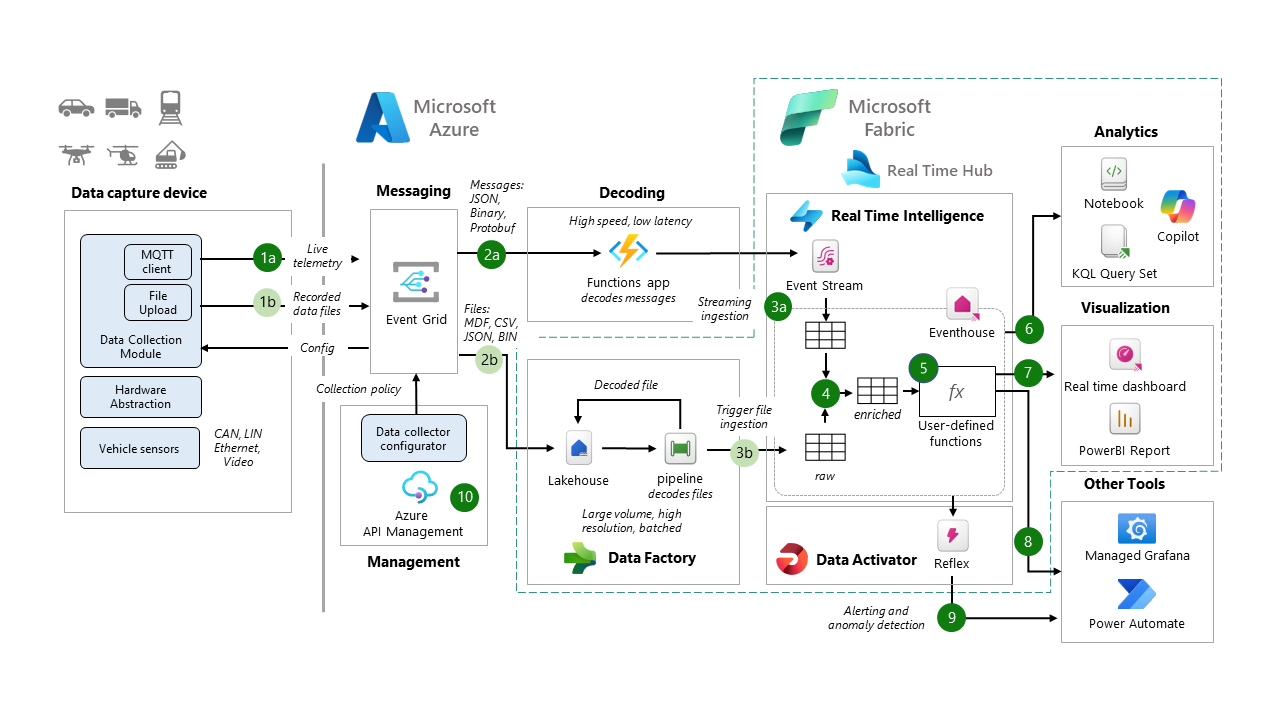 Microsoft
Azure
Microsoft
Fabric
Real Time Hub
Data capture device
MQTT
client
File
Upload
Data Collection
Module
Hardware
Abstraction
Vehicle sensors
CAN, LIN
Ethernet,
Video
1a
Live
telemetry
1b
Recorded
data files
Config
Messaging
Event Grid
Collection policy
Data collector
configurator
10
Azure
API Management
Management
Messages:
JSON,
Binary,
Protobuf
2a
Files:
MDF, CSV,
JSON, BIN
2b
Decoding
High speed, low latency
Functions app
decodes messages
Streaming
ingestion
3a
Decoded file
Lakehouse
pipeline
decodes files
Large volume, high
resolution, batched
Data Factory
Trigger file
ingestion
3b
Real Time Intelligence
Event Stream
Eventhouse
4
enriched
raw
5
fx
User-defined
functions
Data Activator
Reflex
Alerting and
anomaly detection
9
6
7
8
Analytics
Notebook
Copilot
KQL Query Set
Visualization
Real time dashboard
PowerBI Report
Other Tools
Managed Grafana
Power Automate